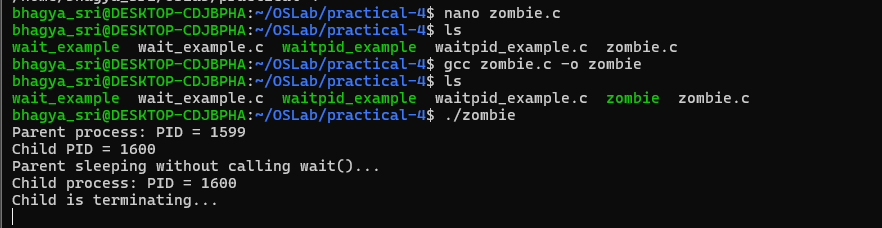 bhagya_sri@DESKTOP-CDJBPHA:~/OSLab/practical-4$ nano zombie.c
bhagya_sri@DESKTOP-CDJBPHA:~/OSLab/practical-4$ ls
wait_example  wait_example.c  waitpid_example  waitpid_example.c  zombie.c
bhagya_sri@DESKTOP-CDJBPHA:~/OSLab/practical-4$ gcc zombie.c -o zombie
bhagya_sri@DESKTOP-CDJBPHA:~/OSLab/practical-4$ ls
wait_example  wait_example.c  waitpid_example  waitpid_example.c  zombie  zombie.c
bhagya_sri@DESKTOP-CDJBPHA:~/OSLab/practical-4$ ./zombie
Parent process: PID = 1599
Child PID = 1600
Parent sleeping without calling wait()...
Child process: PID = 1600
Child is terminating...